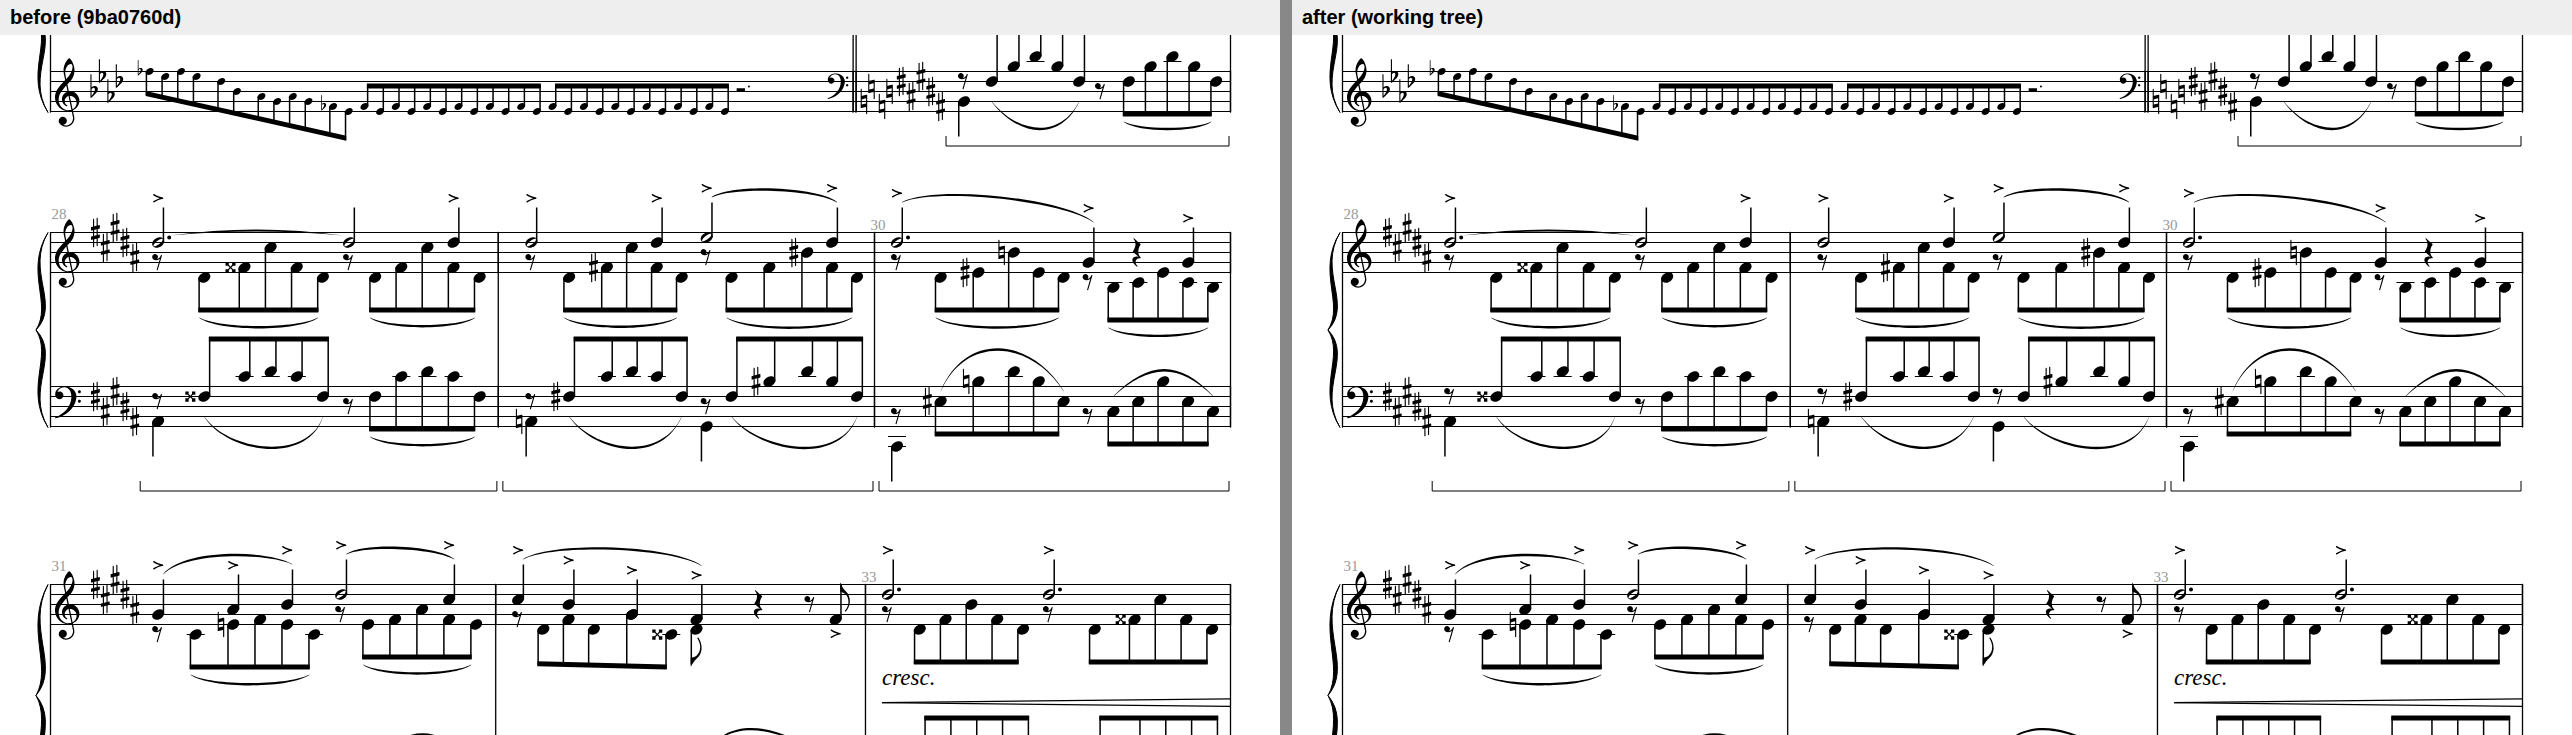 before (9ba0760d)
after (working tree)
28
30
28
30
31
33
cresc.
31
33
cresc.